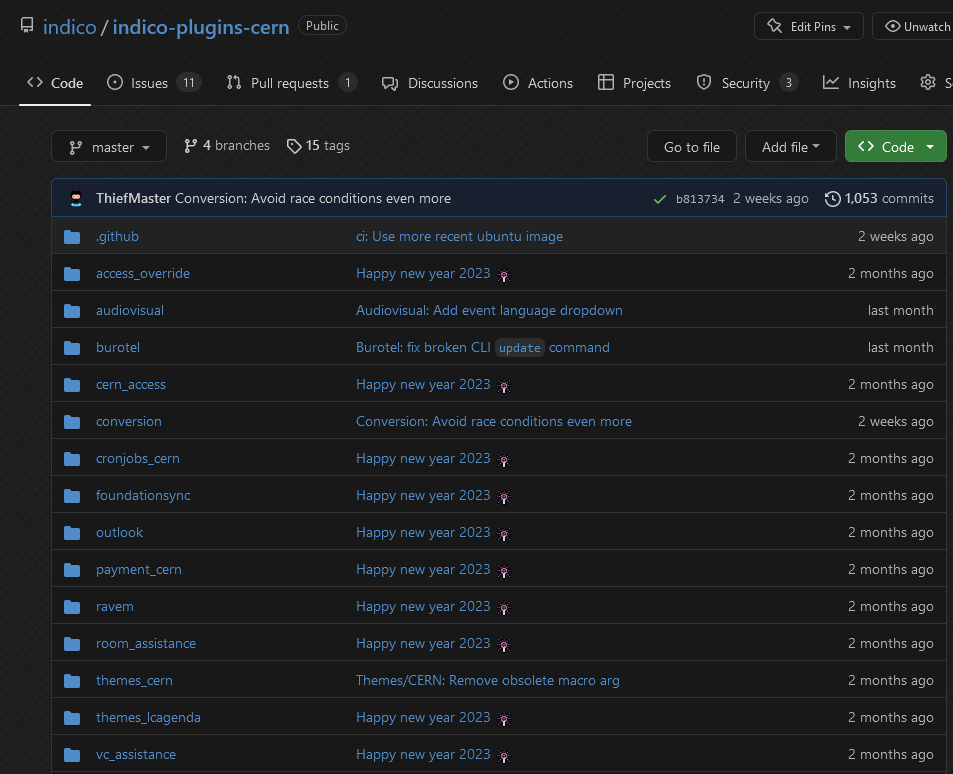 indico / indico-plugins-cern Public Edit Pins Unwatch
Code Issues 11 Pull requests 1 Discussions Actions Projects Security 3 Insights S
master 4 branches 15 tags Go to file Add file Code
ThiefMaster Conversion: Avoid race conditions even more b813734 2 weeks ago 1,053 commits
.github ci: Use more recent ubuntu image 2 weeks ago
access_override Happy new year 2023 2 months ago
audiovisual Audiovisual: Add event language dropdown last month
burotel Burotel: fix broken CLI update command last month
cern_access Happy new year 2023 2 months ago
conversion Conversion: Avoid race conditions even more 2 weeks ago
cronjobs_cern Happy new year 2023 2 months ago
foundationsync Happy new year 2023 2 months ago
outlook Happy new year 2023 2 months ago
payment_cern Happy new year 2023 2 months ago
ravem Happy new year 2023 2 months ago
room_assistance Happy new year 2023 2 months ago
themes_cern Themes/CERN: Remove obsolete macro arg 2 months ago
themes_lcagenda Happy new year 2023 2 months ago
vc_assistance Happy new year 2023 2 months ago